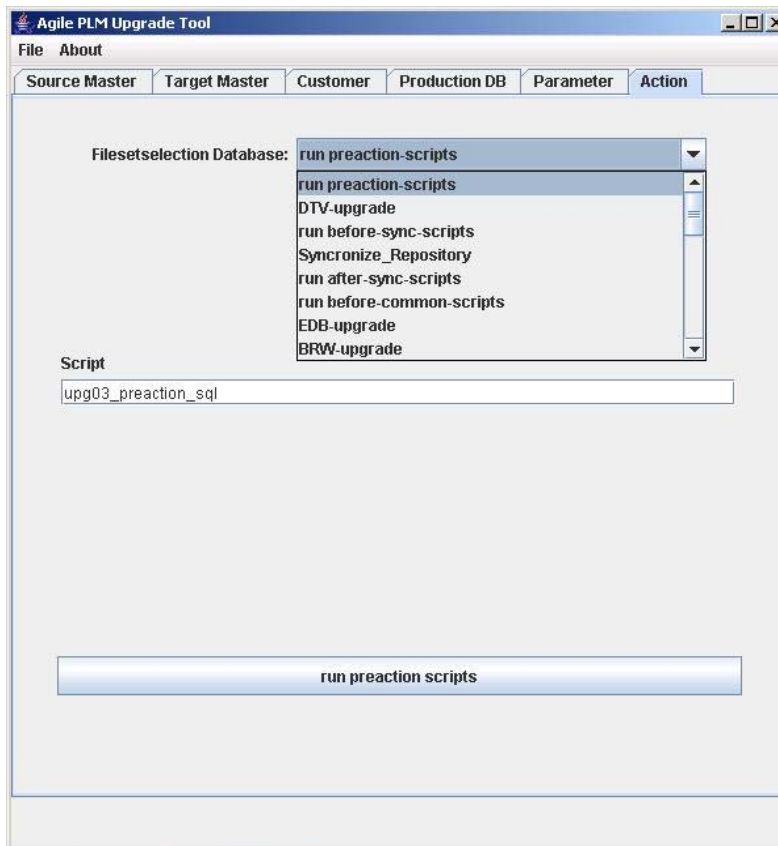 Agile PLM Upgrade Tool
File About
Source Master Target Master Customer Production DB Parameter Action
Filesetselection Database: run preaction-scripts
run preaction-scripts
DTV-upgrade
run before-sync-scripts
Syncronize_Repository
run after-sync-scripts
run before-common-scripts
EDB-upgrade
BRW-upgrade
Script
upg03_preaction_sql
run preaction scripts